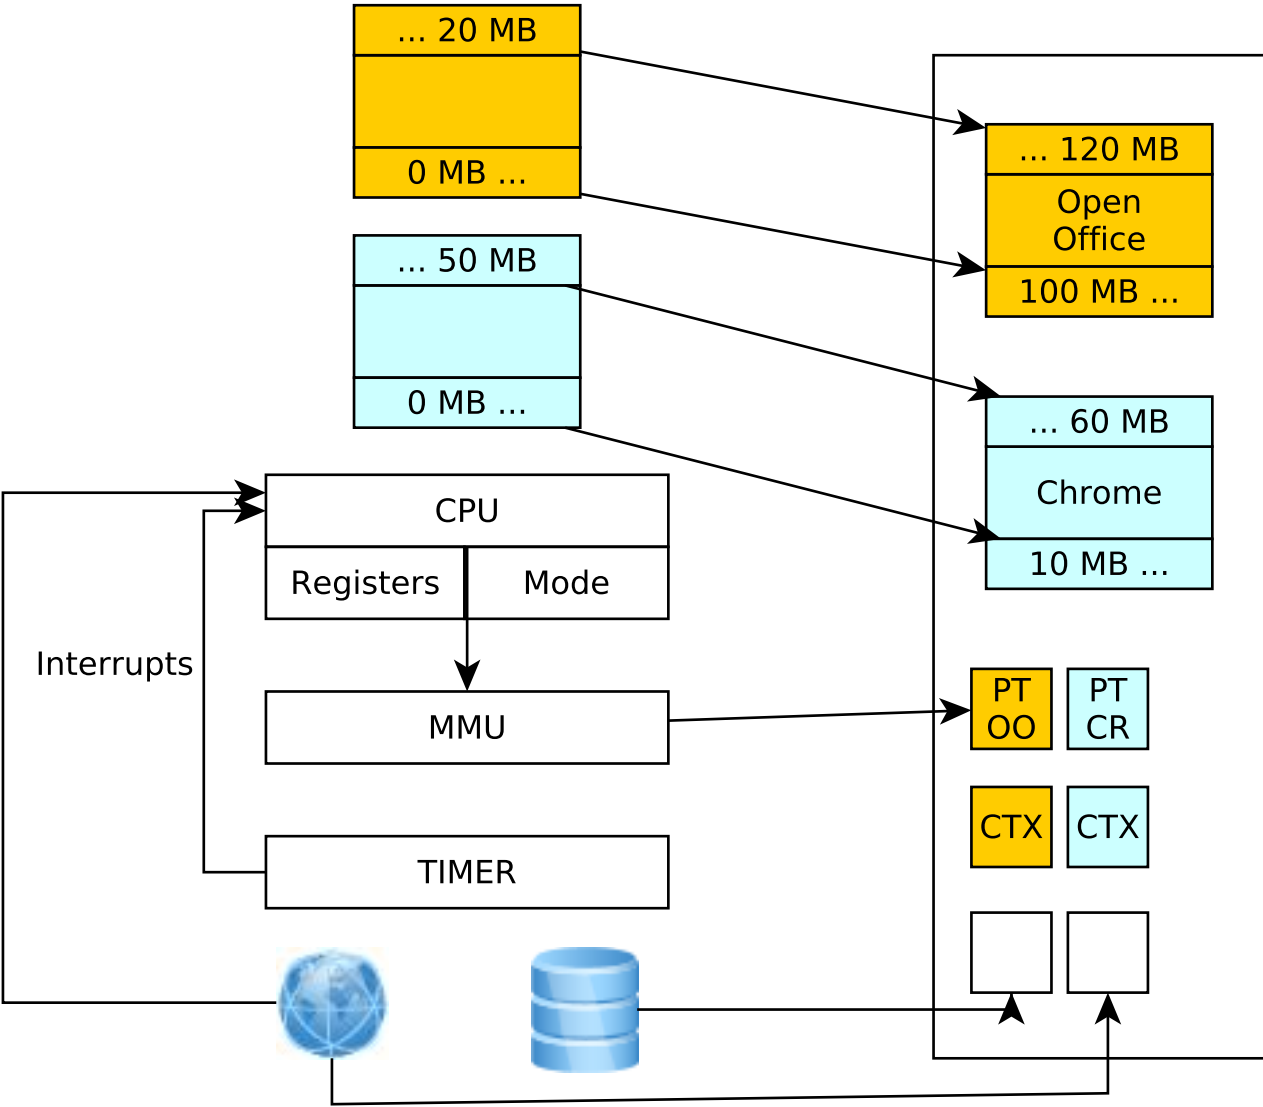 ... 20 MB
0 MB ...
... 120 MB
Open
Office
100 MB ...
... 50 MB
0 MB ...
... 60 MB
Chrome
10 MB ...
CPU
Registers
Mode
Interrupts
MMU
PT
OO
PT
CR
TIMER
CTX
CTX